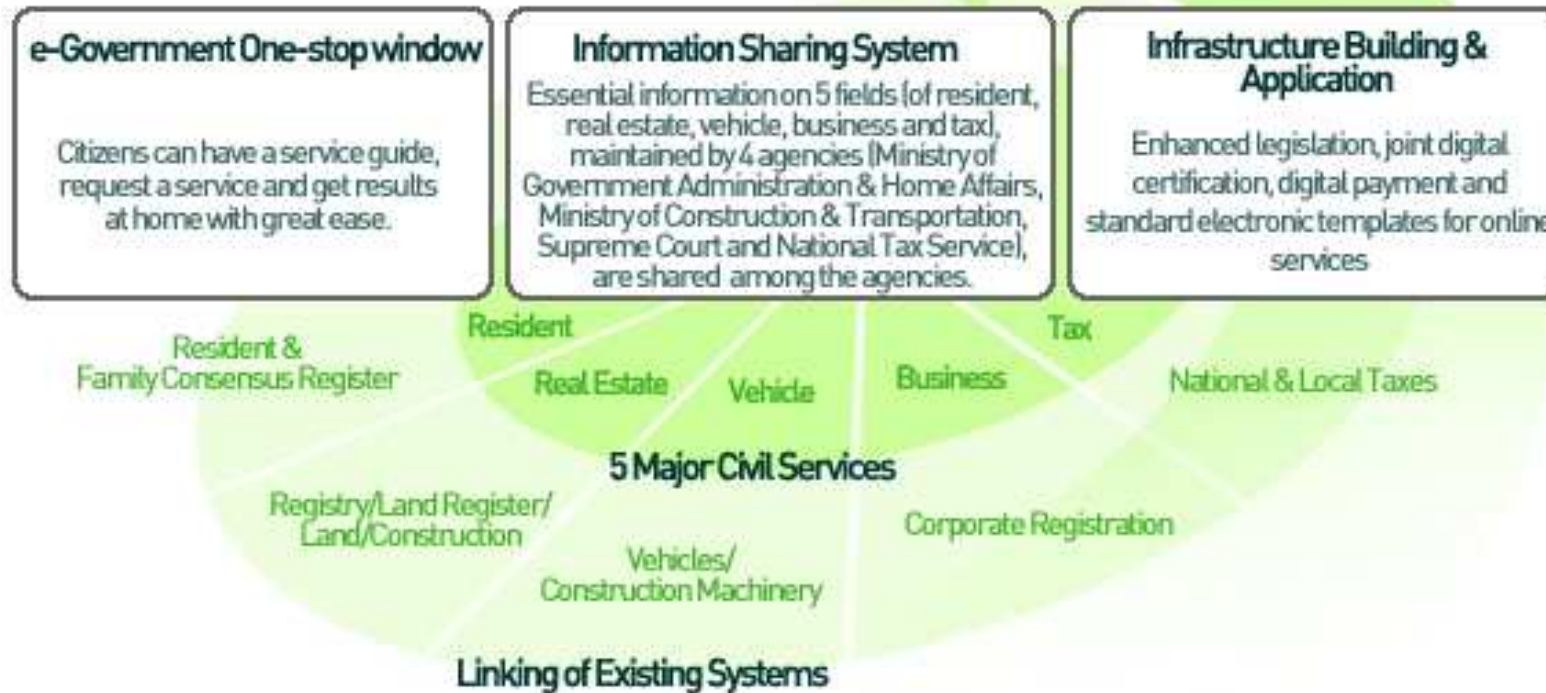 e-Government One-stop window
Citizens can have a service guide,
request a service and get results
at home with great ease.
Information Sharing System
Essential information on 5 fields (of resident,
real estate, vehicle, business and tax),
maintained by 4 agencies (Ministry of
Government Administration & Home Affairs,
Ministry of Construction & Transportation,
Supreme Court and National Tax Service),
are shared among the agencies.
Infrastructure Building &
Application
Enhanced legislation, joint digital
certification, digital payment and
standard electronic templates for online
services
Resident
Real Estate
Vehicle
Business
Tax
5 Major Civil Services
Resident &
Family Consensus Register
Registry/Land Register/
Land/Construction
Vehicles/
Construction Machinery
Corporate Registration
National & Local Taxes
Linking of Existing Systems